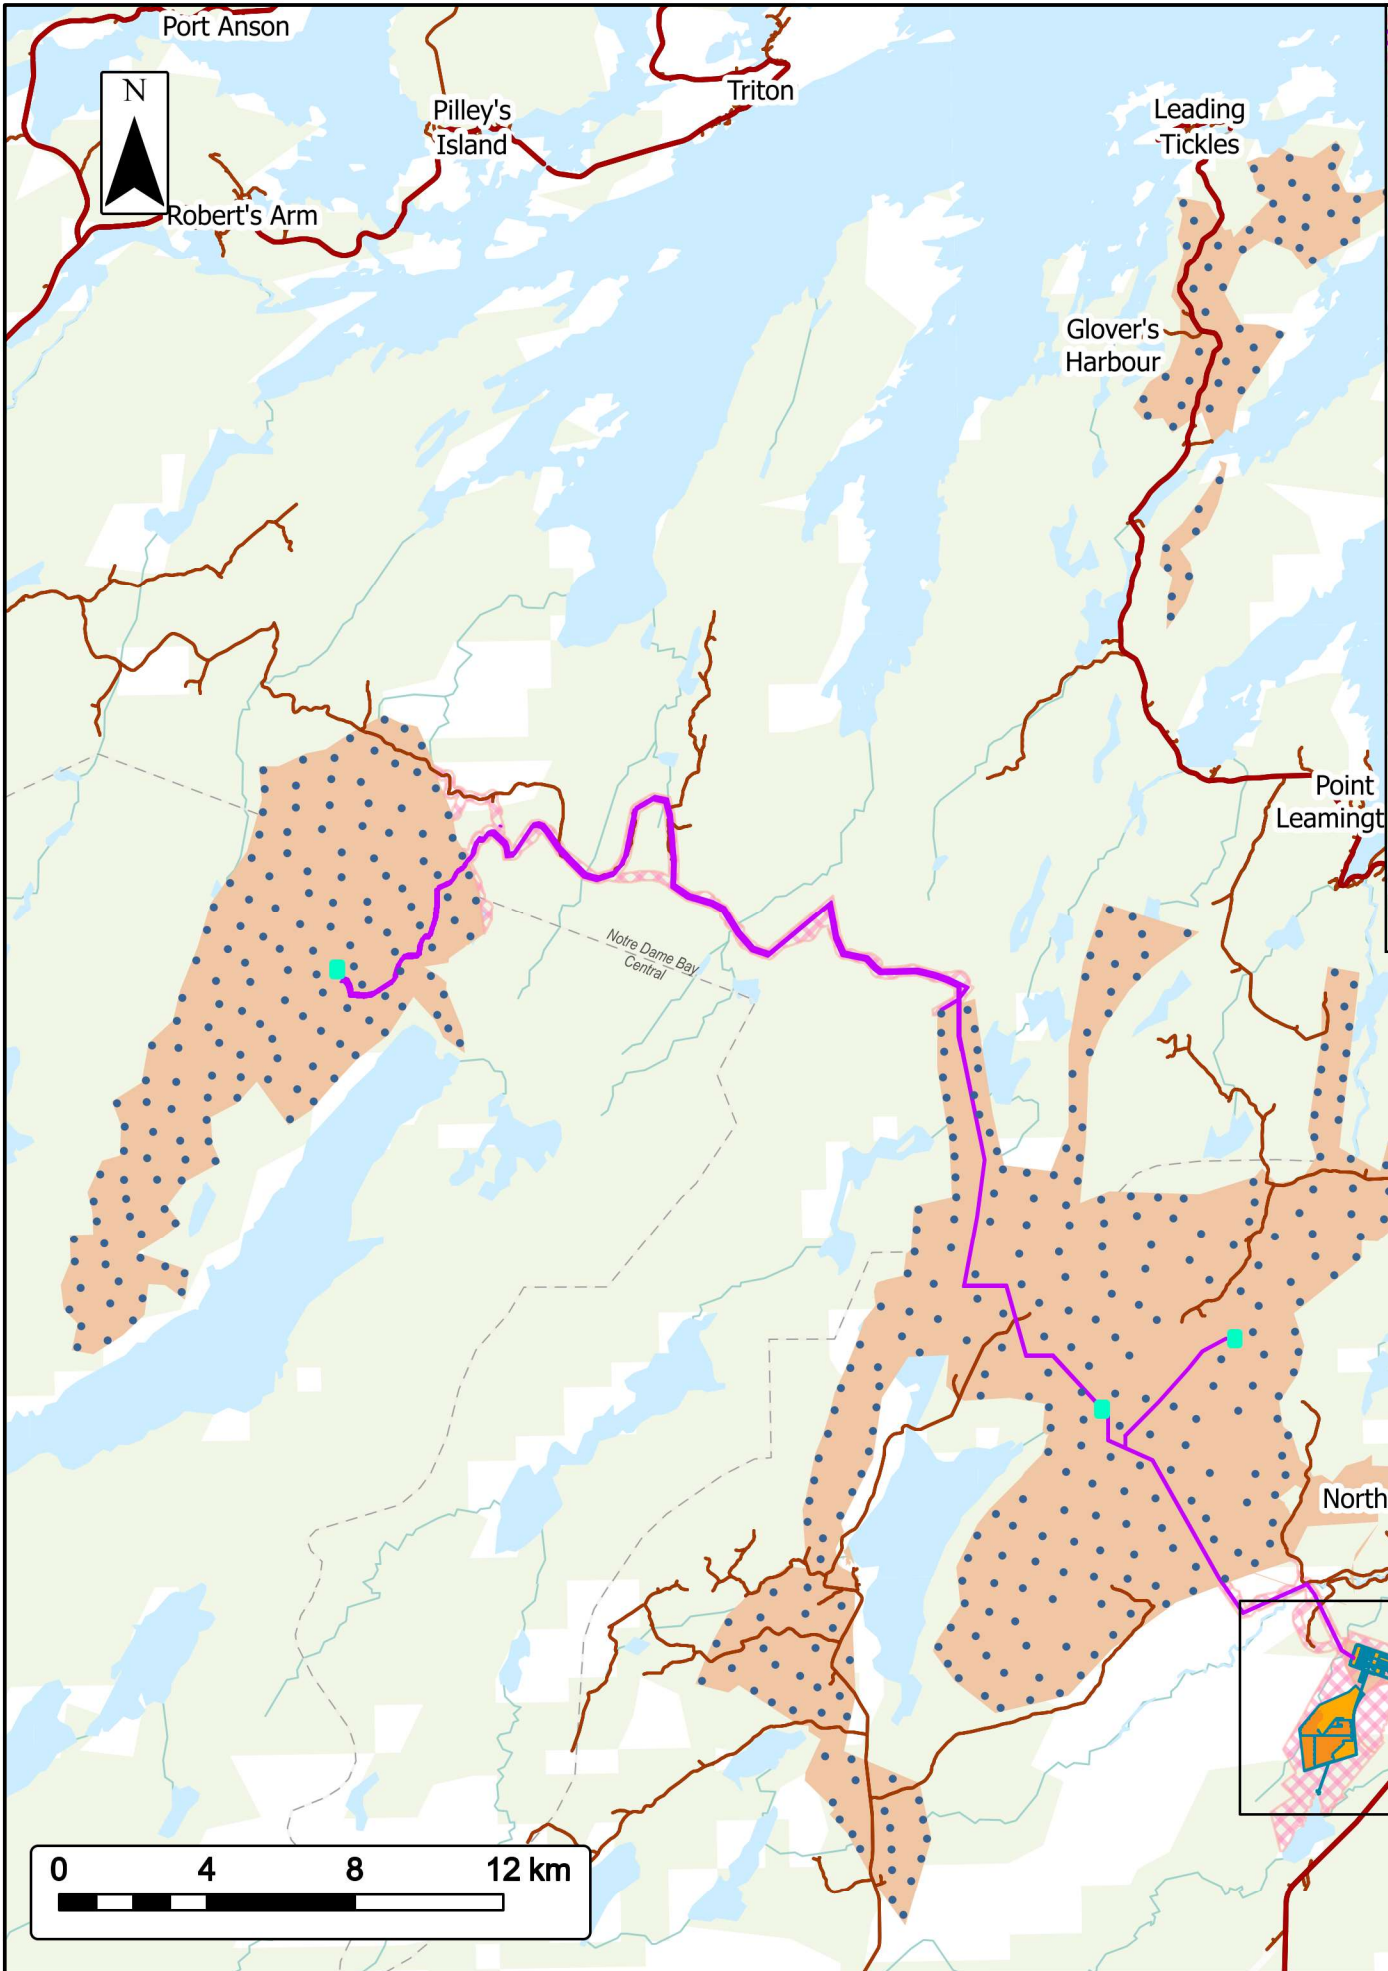 Port Anson
N
Pilley's
Island
Triton
Leading
Tickles
Robert's Arm
Glover's
Harbour
Point
Leamingt
Notre Dame Bay
Central
North
0 4 8 12 km